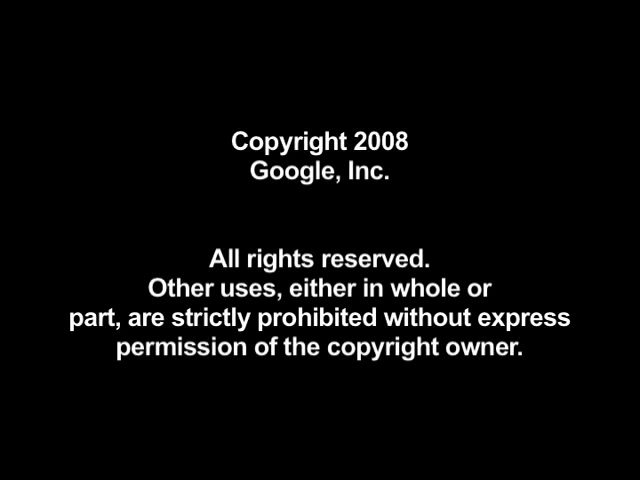 Copyright 2008
Google, Inc.
All rights reserved.
Other uses, either in whole or
part, are strictly prohibited without express
permission of the copyright owner.